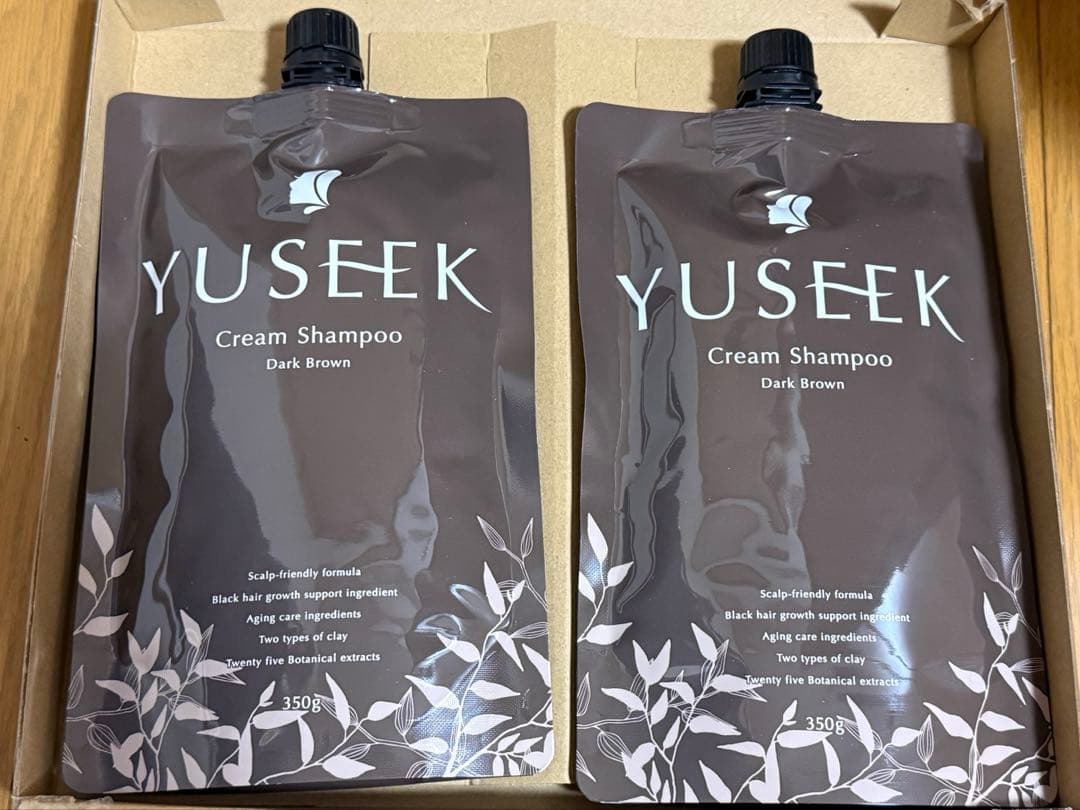 YUSEEK
Cream Shampoo
Dark Brown
Scalp-friendly formula
Black hair growth support ingredient
Aging care ingredients
Two types of clay
Twenty five Botanical extracts
350g
YUSEEK
Cream Shampoo
Dark Brown
Scalp-friendly formula
Black hair growth support ingredient
Aging care ingredients
Two types of clay
Twenty five Botanical extracts
350g